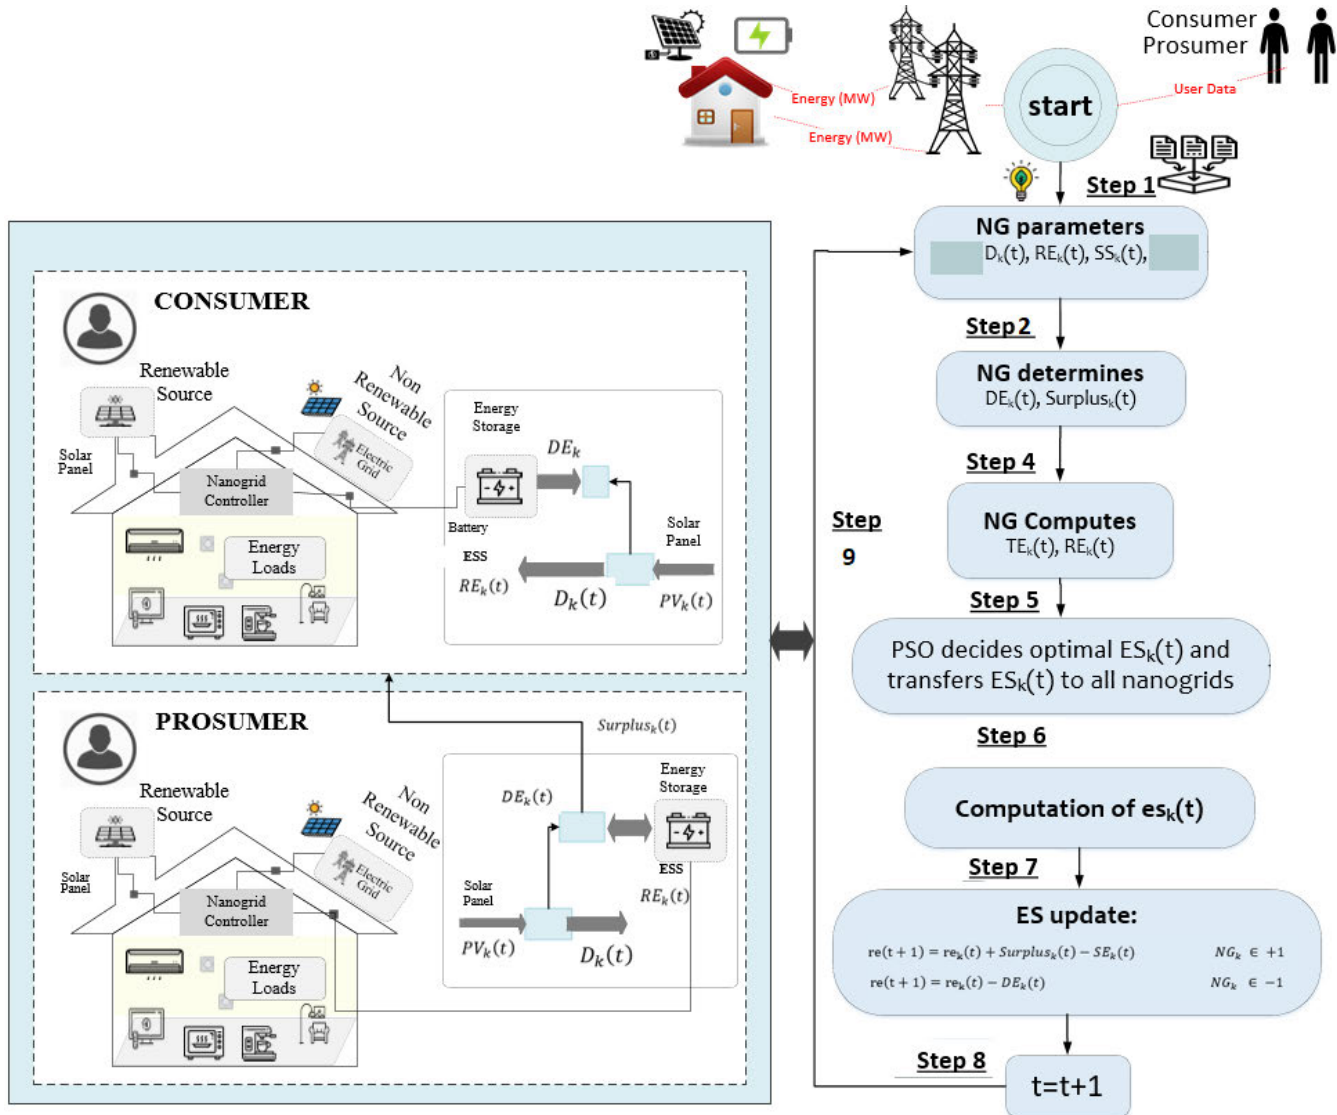 Consumer
Prosumer
Energy (MW)
Energy (MW)
start
User Data
Step 1
NG parameters
Dₖ(t), REₖ(t), SSₖ(t),
Step 2
NG determines
DEₖ(t), Surplusₖ(t)
Step 4
NG Computes
TEₖ(t), REₖ(t)
Step 5
PSO decides optimal ESₖ(t) and
transfers ESₖ(t) to all nanogrids
Step 6
Computation of esₖ(t)
Step 7
ES update:
re(t + 1) = reₖ(t) + Surplusₖ(t) − SEₖ(t) NGₖ ∈ +1
re(t + 1) = reₖ(t) − DEₖ(t) NGₖ ∈ −1
Step 8
t=t+1
Step
9
CONSUMER
Renewable
Source
Non
Renewable
Source
Solar
Panel
Electric
Grid
Nanogrid
Controller
Energy
Loads
Energy
Storage
DEₖ
Battery
Solar
Panel
ESS
REₖ(t)
Dₖ(t)
PVₖ(t)
PROSUMER
Surplusₖ(t)
Renewable
Source
Non
Renewable
Source
Solar
Panel
Electric
Grid
Nanogrid
Controller
Energy
Loads
Energy
Storage
DEₖ(t)
ESS
REₖ(t)
Solar
Panel
PVₖ(t)
Dₖ(t)